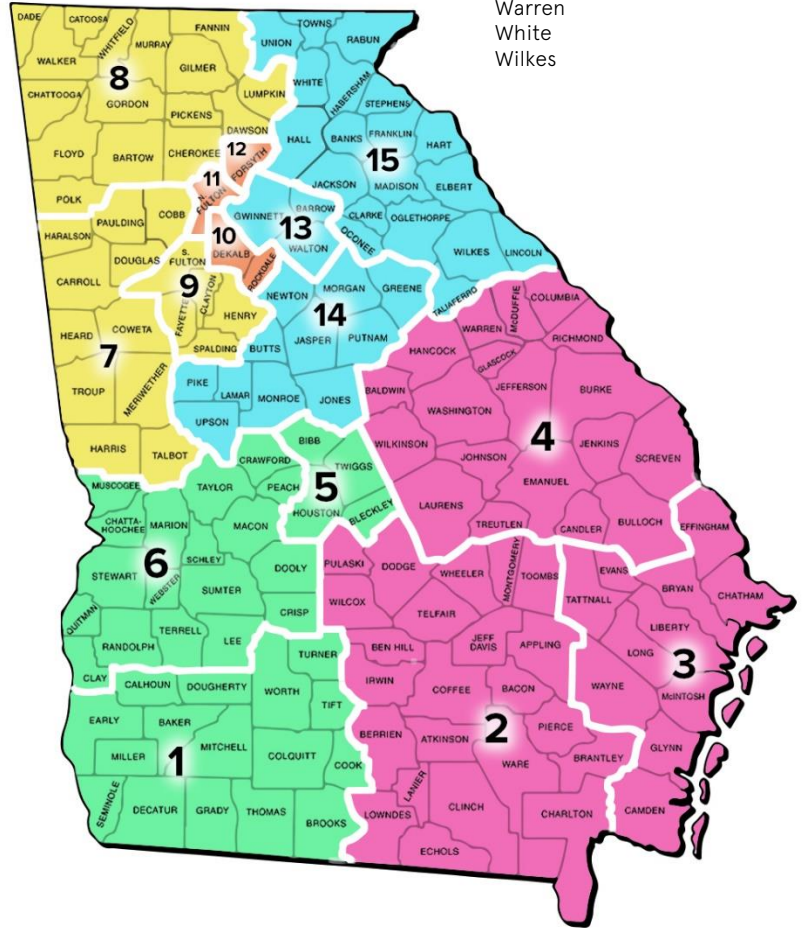 Warren
White
Wilkes
DADE
CATOOSA
WHITFIELD
MURRAY
FANNIN
UNION
TOWNS
RABUN
WALKER
GILMER
WHITE
HABERSHAM
8
CHATTOOGA
GORDON
LUMPKIN
STEPHENS
PICKENS
DAWSON
FLOYD
BARTOW
CHEROKEE
12
FORSYTH
HALL
BANKS
FRANKLIN
HART
15
11
N. FULTON
JACKSON
MADISON
ELBERT
POLK
PAULDING
COBB
GWINNETT
BARROW
CLARKE
OGLETHORPE
13
HARALSON
DOUGLAS
S.
FULTON
10
DEKALB
WALTON
OCONEE
WILKES
LINCOLN
ROCKDALE
CARROLL
9
FAYETTE
CLAYTON
HENRY
NEWTON
MORGAN
GREENE
TALIAFERRO
McDUFFIE
COLUMBIA
14
HEARD
COWETA
SPALDING
BUTTS
JASPER
PUTNAM
WARREN
RICHMOND
7
HANCOCK
GLASCOCK
TROUP
MERIWETHER
PIKE
LAMAR
MONROE
JONES
BALDWIN
JEFFERSON
BURKE
WASHINGTON
UPSON
4
HARRIS
TALBOT
BIBB
WILKINSON
JENKINS
SCREVEN
CRAWFORD
TWIGGS
JOHNSON
MUSCOGEE
TAYLOR
PEACH
5
EMANUEL
HOUSTON
BLECKLEY
LAURENS
CHATTA-
HOOCHEE
MARION
MACON
TREUTLEN
CANDLER
BULLOCH
EFFINGHAM
6
SCHLEY
DOOLY
PULASKI
DODGE
WHEELER
MONTGOMERY
TOOMBS
EVANS
STEWART
WEBSTER
SUMTER
TATTNALL
BRYAN
CHATHAM
QUITMAN
CRISP
WILCOX
TELFAIR
LIBERTY
TERRELL
LEE
RANDOLPH
TURNER
BEN HILL
JEFF
DAVIS
APPLING
LONG
3
CLAY
CALHOUN
DOUGHERTY
WORTH
IRWIN
COFFEE
BACON
WAYNE
McINTOSH
TIFT
EARLY
BAKER
MITCHELL
BERRIEN
ATKINSON
2
PIERCE
GLYNN
MILLER
1
COLQUITT
COOK
WARE
BRANTLEY
SEMINOLE
DECATUR
GRADY
THOMAS
BROOKS
LOWNDES
LANIER
CLINCH
CHARLTON
CAMDEN
ECHOLS